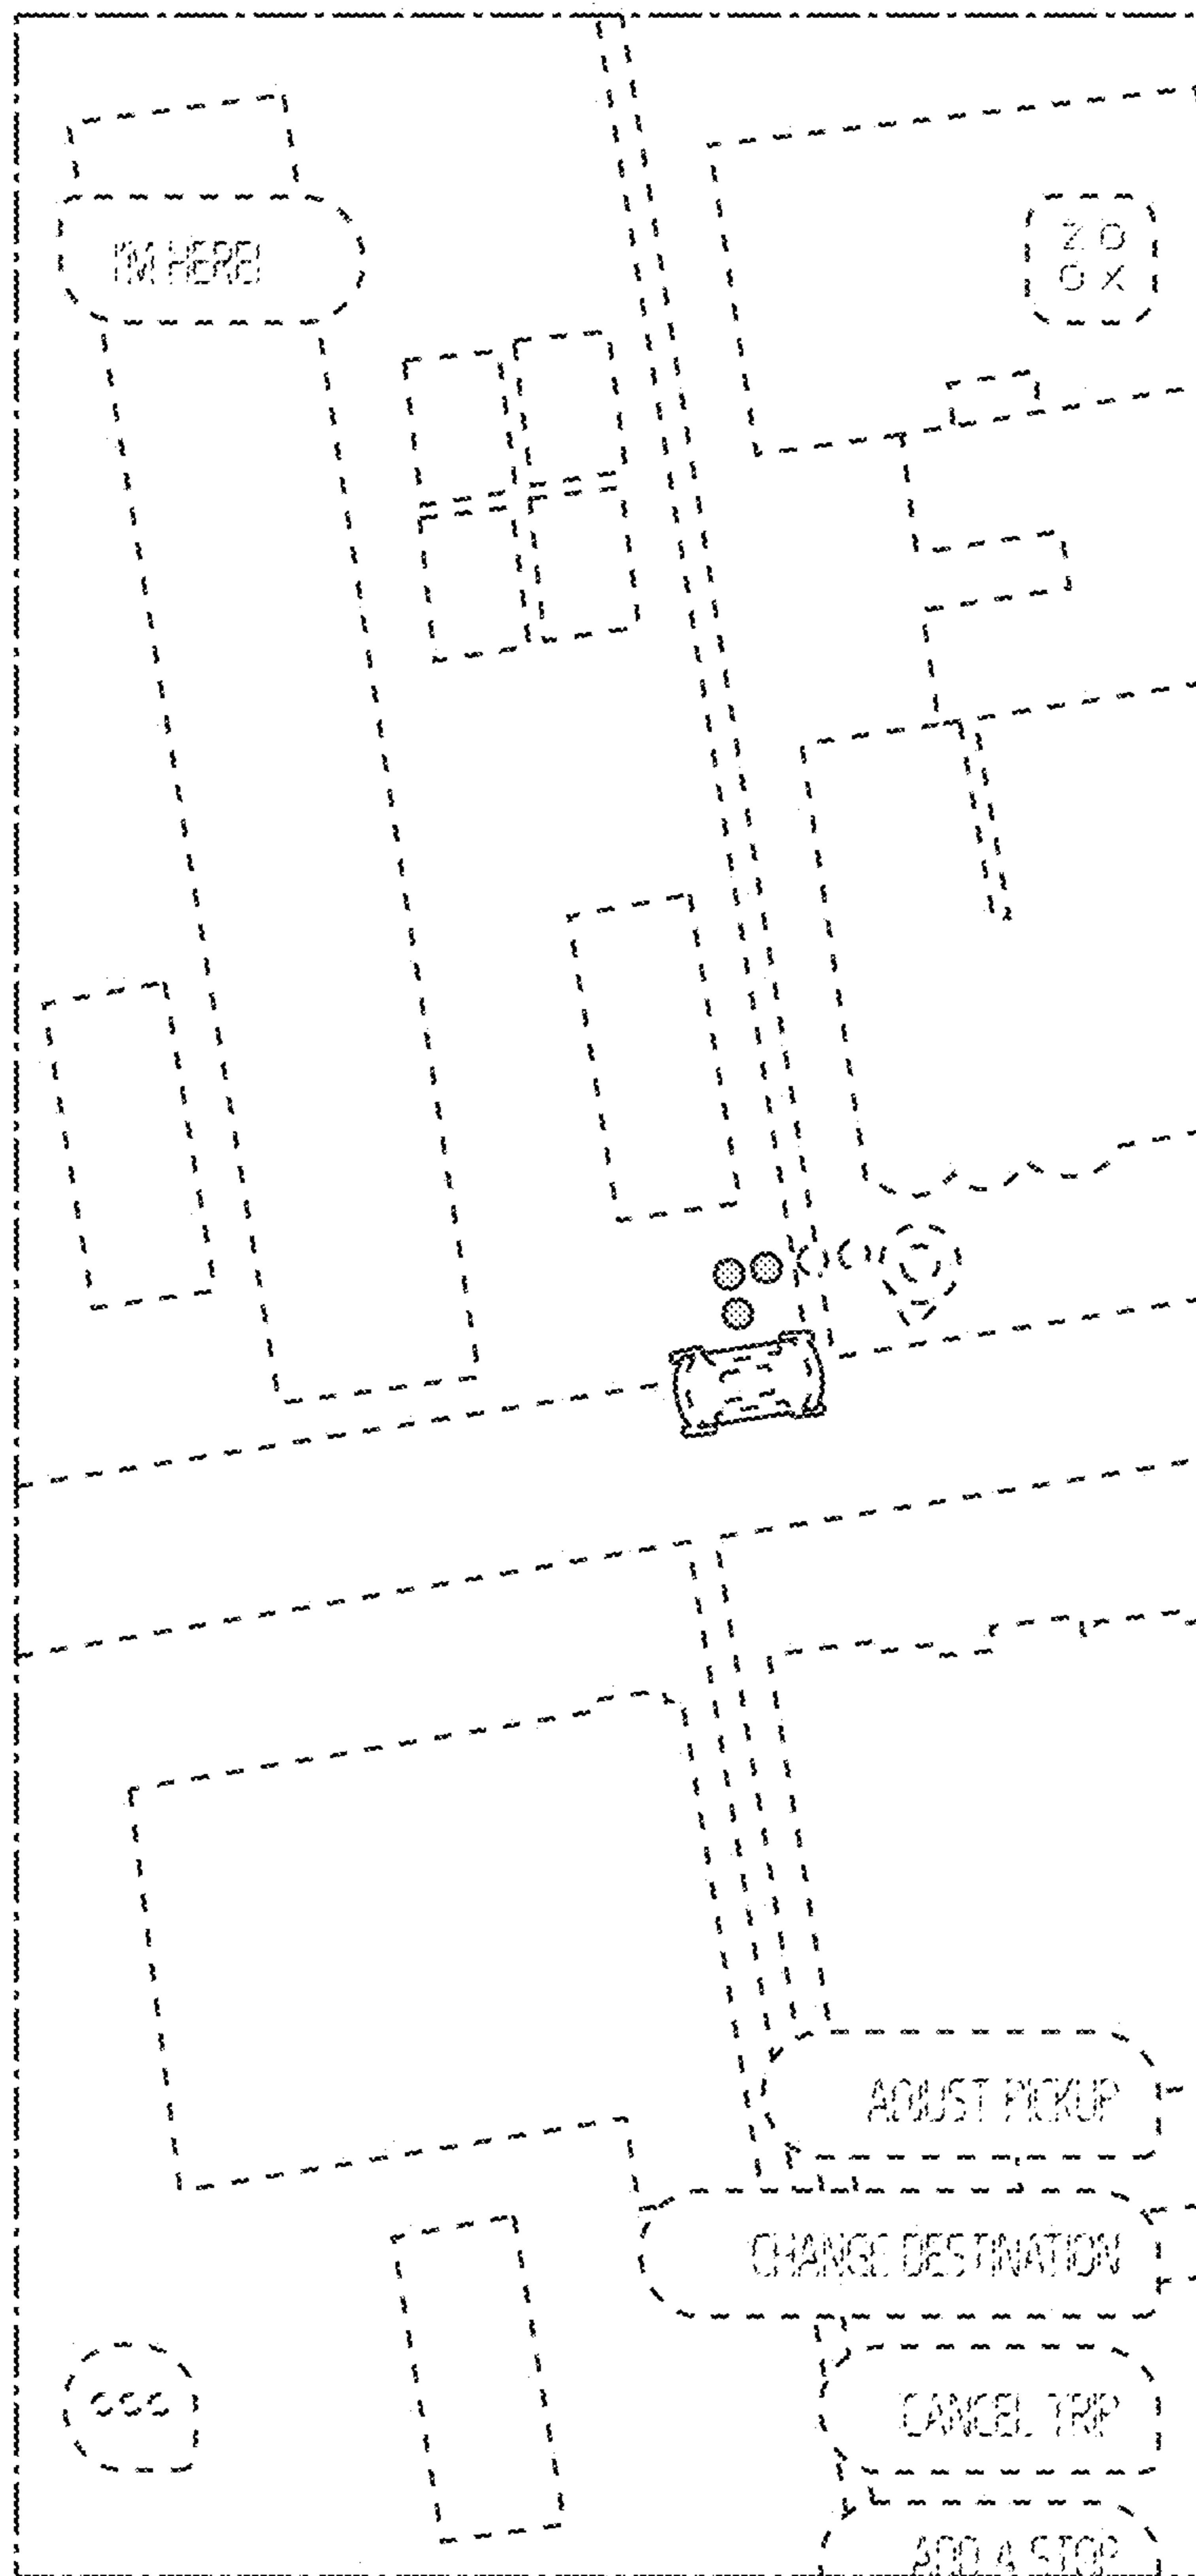 I'M HERE!
Z O
O X
ADJUST PICKUP
CHANGE DESTINATION
CANCEL TRIP
ADD A STOP